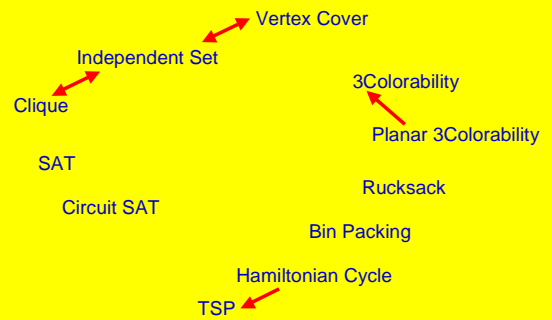 Vertex Cover
Independent Set
3Colorability
Clique
Planar 3Colorability
SAT
Rucksack
Circuit SAT
Bin Packing
Hamiltonian Cycle
TSP